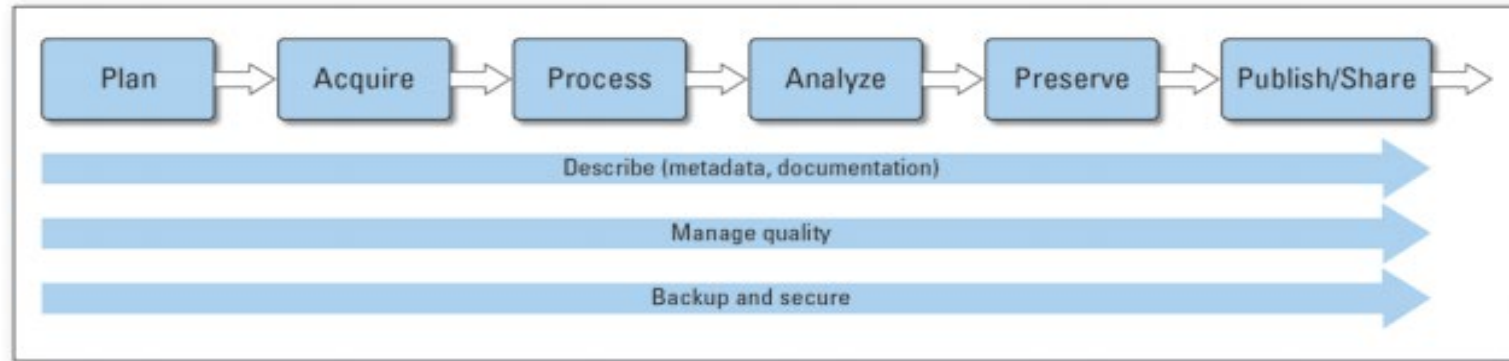 Plan
Acquire
Process
Analyze
Preserve
Publish/Share
Describe (metadata, documentation)
Manage quality
Backup and secure